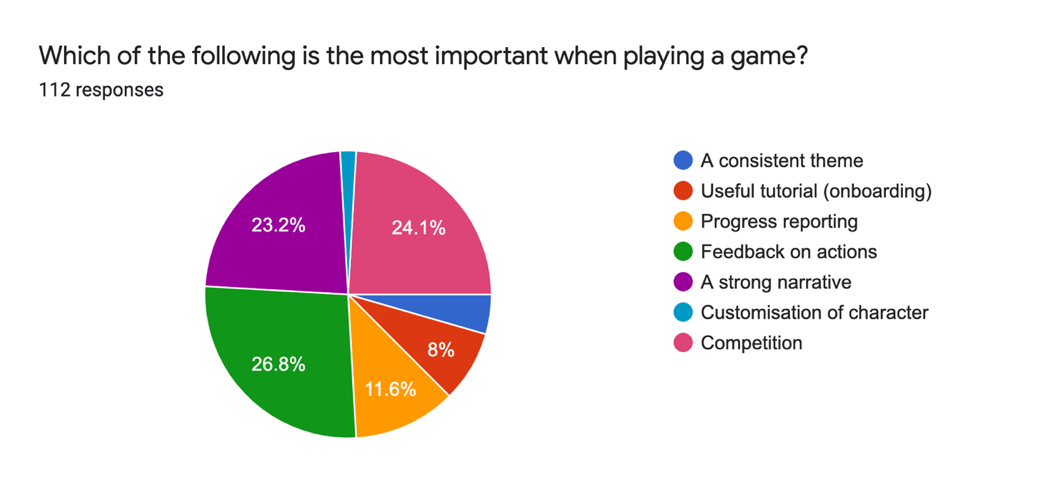 Which of the following is the most important when playing a game?
112 responses
A consistent theme
Useful tutorial (onboarding)
Progress reporting
Feedback on actions
A strong narrative
Customisation of character
Competition
23.2%
24.1%
8%
26.8%
11.6%